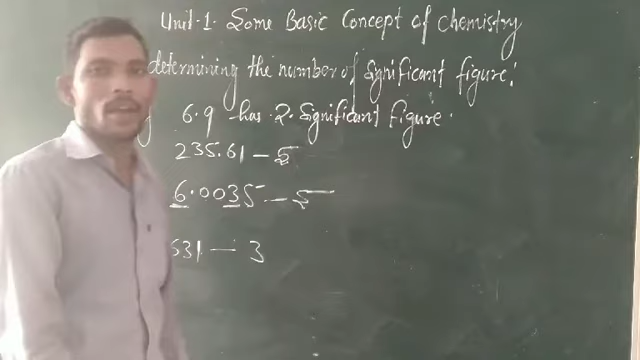 Unit-1. Some Basic Concept of chemistry
determining the number of significant figure:
6.9 has 2. significant figure.
235.61 - 5
6.0035 - 5
531 - 3